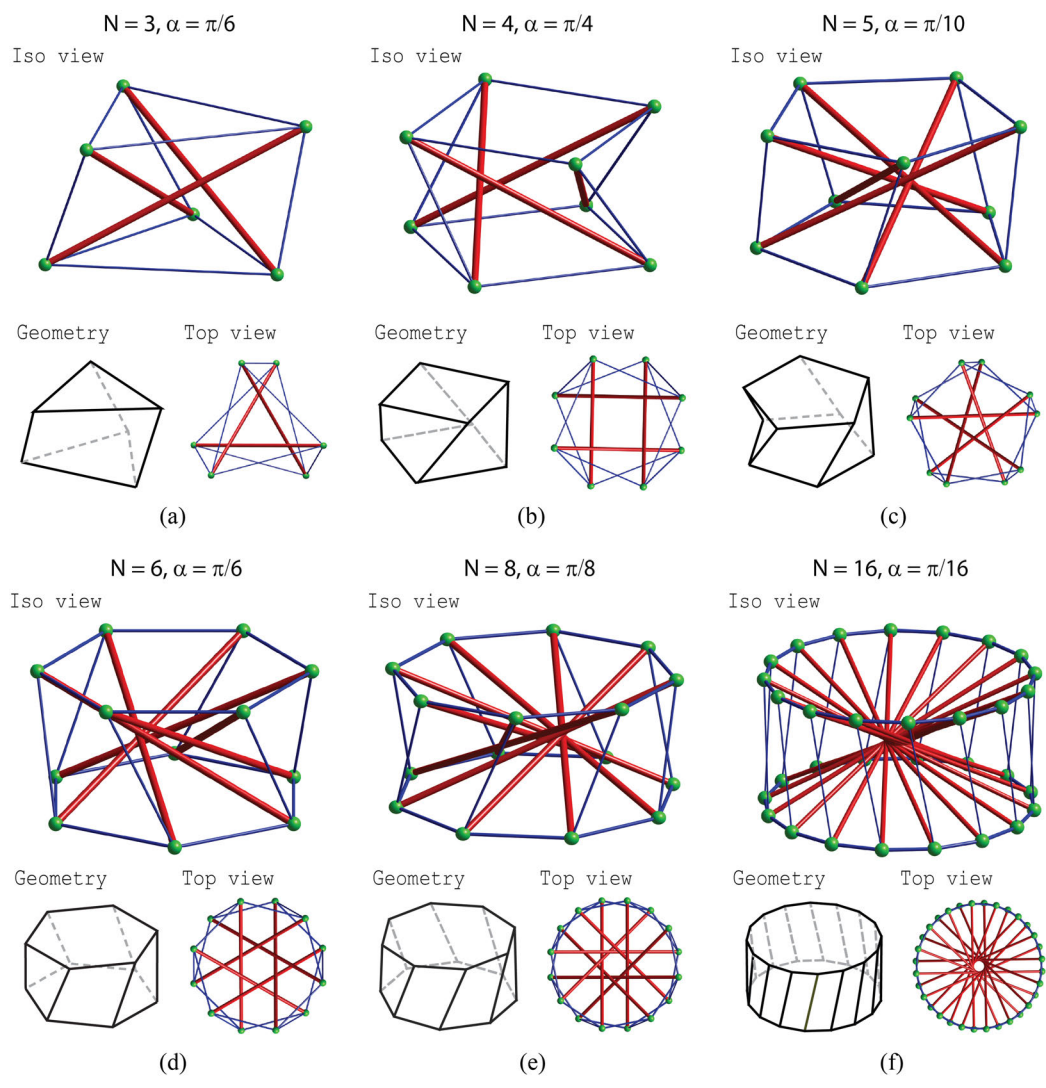 N = 3, α = π/6
N = 4, α = π/4
N = 5, α = π/10
Iso view
Iso view
Iso view
Geometry
Top view
Geometry
Top view
Geometry
Top view
(a)
(b)
(c)
N = 6, α = π/6
N = 8, α = π/8
N = 16, α = π/16
Iso view
Iso view
Iso view
Geometry
Top view
Geometry
Top view
Geometry
Top view
(d)
(e)
(f)